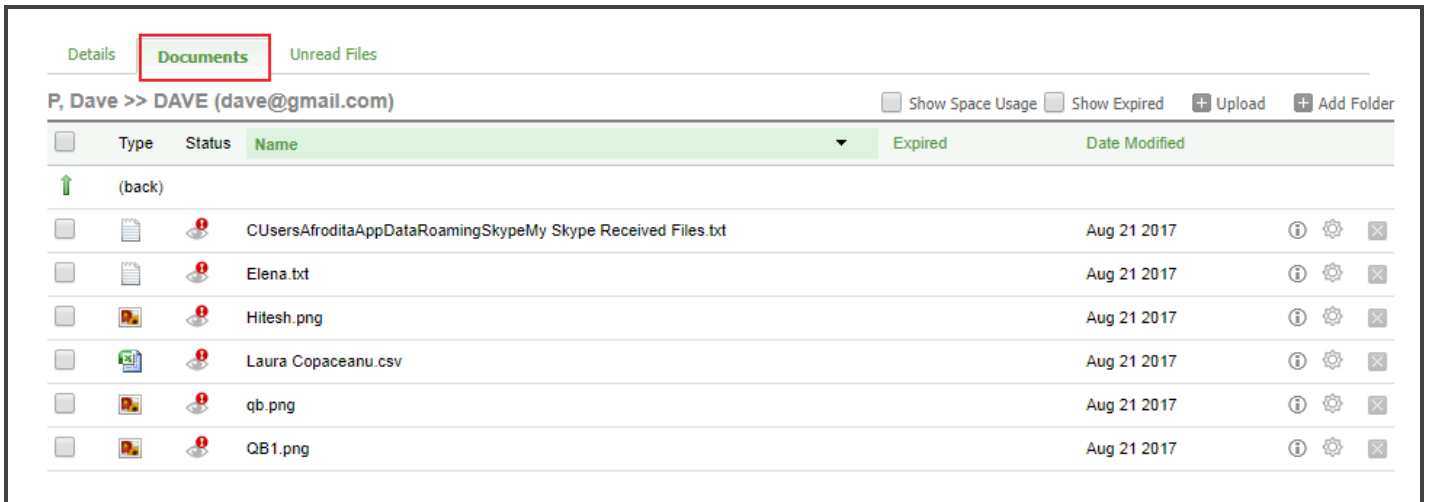 Details Documents Unread Files
P, Dave >> DAVE (dave@gmail.com) Show Space Usage Show Expired Upload Add Folder
Type Status Name Expired Date Modified
(back)
CUsersAfroditaAppDataRoamingSkypeMy Skype Received Files.txt Aug 21 2017
Elena.txt Aug 21 2017
Hitesh.png Aug 21 2017
Laura Copaceanu.csv Aug 21 2017
qb.png Aug 21 2017
QB1.png Aug 21 2017